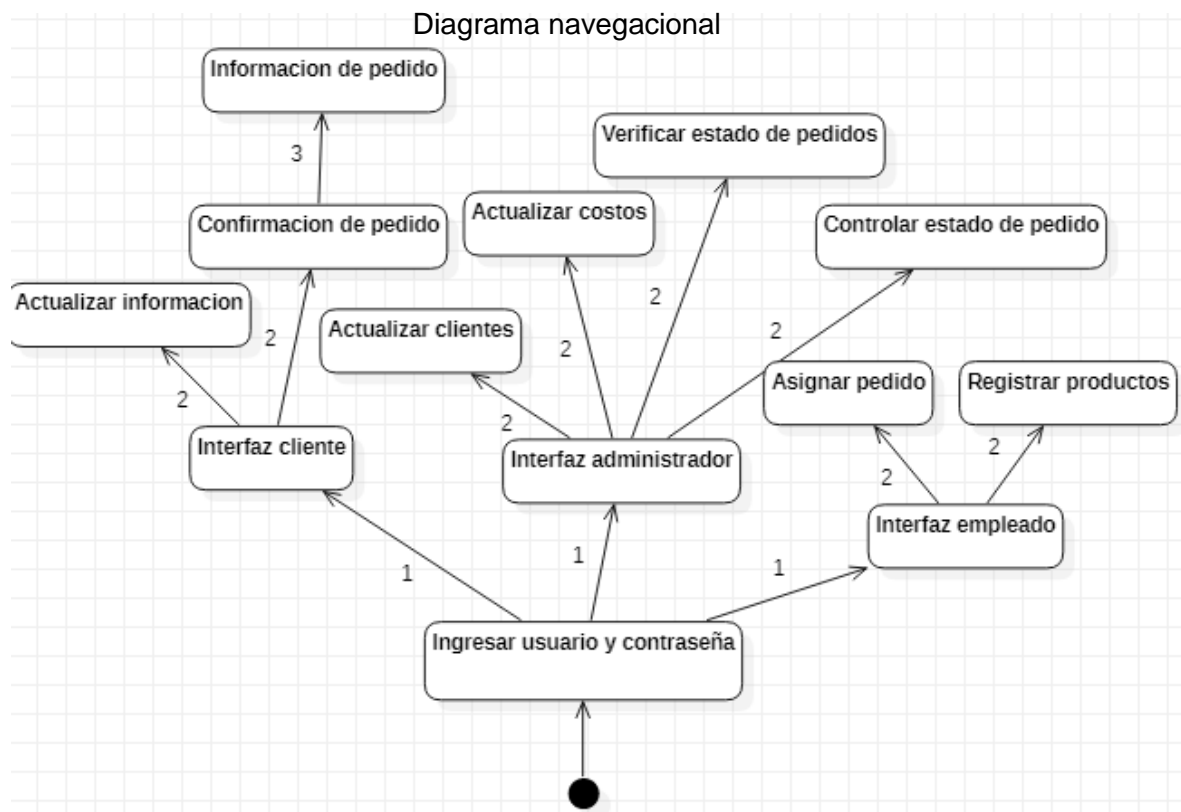 Diagrama navegacional
Informacion de pedido
Verificar estado de pedidos
3
Actualizar costos
Confirmacion de pedido
Controlar estado de pedido
Actualizar informacion
2
Actualizar clientes
2
2
2
Asignar pedido
Registrar productos
2
2
Interfaz cliente
Interfaz administrador
2
2
Interfaz empleado
1
1
1
Ingresar usuario y contraseña